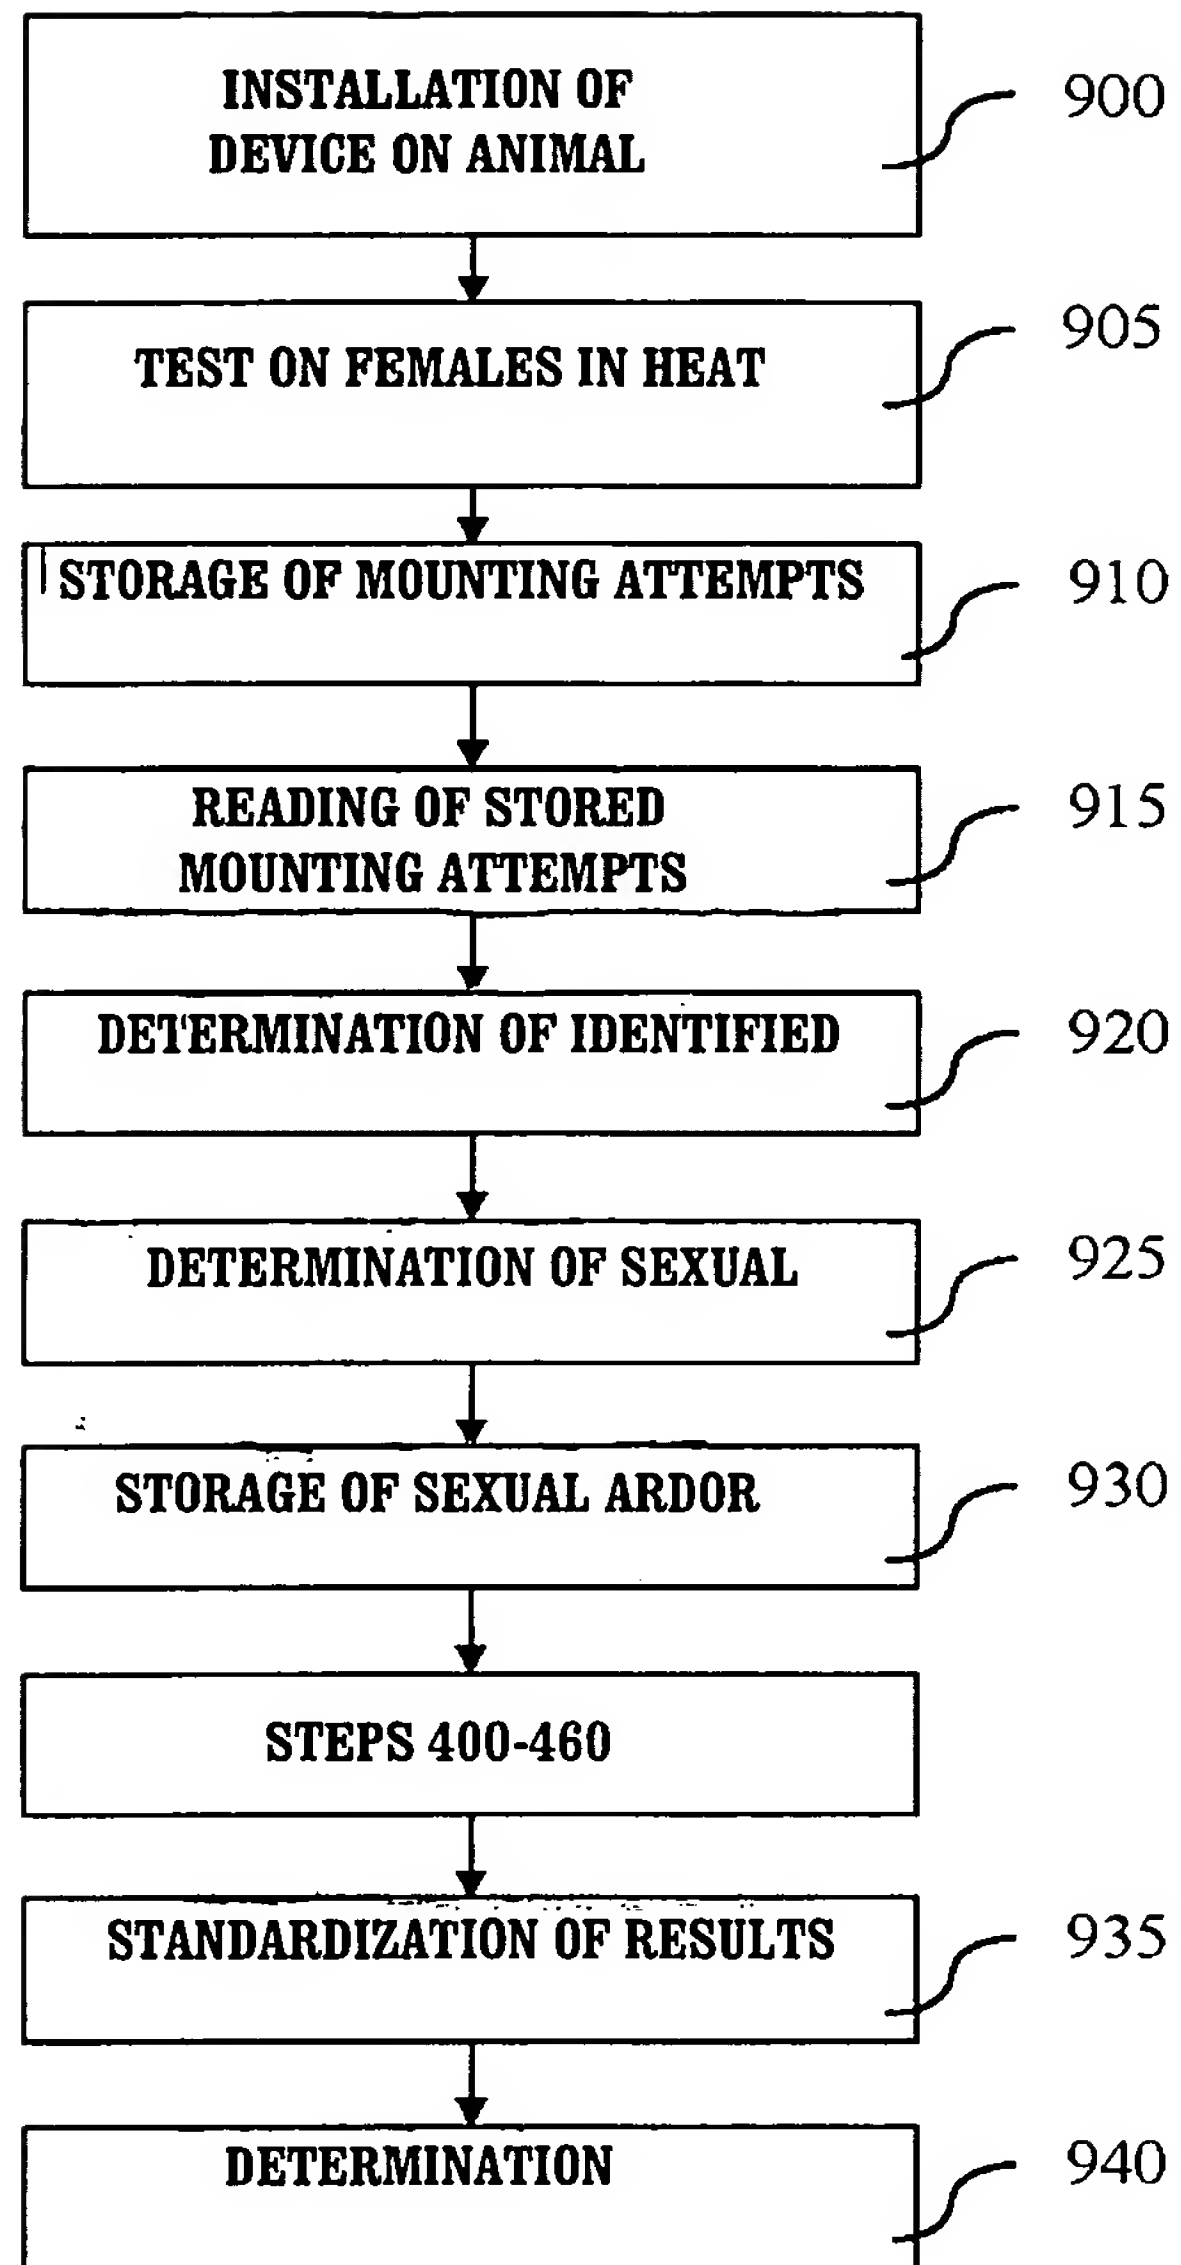 INSTALLATION OF
DEVICE ON ANIMAL
900
TEST ON FEMALES IN HEAT
905
STORAGE OF MOUNTING ATTEMPTS
910
READING OF STORED
MOUNTING ATTEMPTS
915
DETERMINATION OF IDENTIFIED
920
DETERMINATION OF SEXUAL
925
STORAGE OF SEXUAL ARDOR
930
STEPS 400-460
STANDARDIZATION OF RESULTS
935
DETERMINATION
940